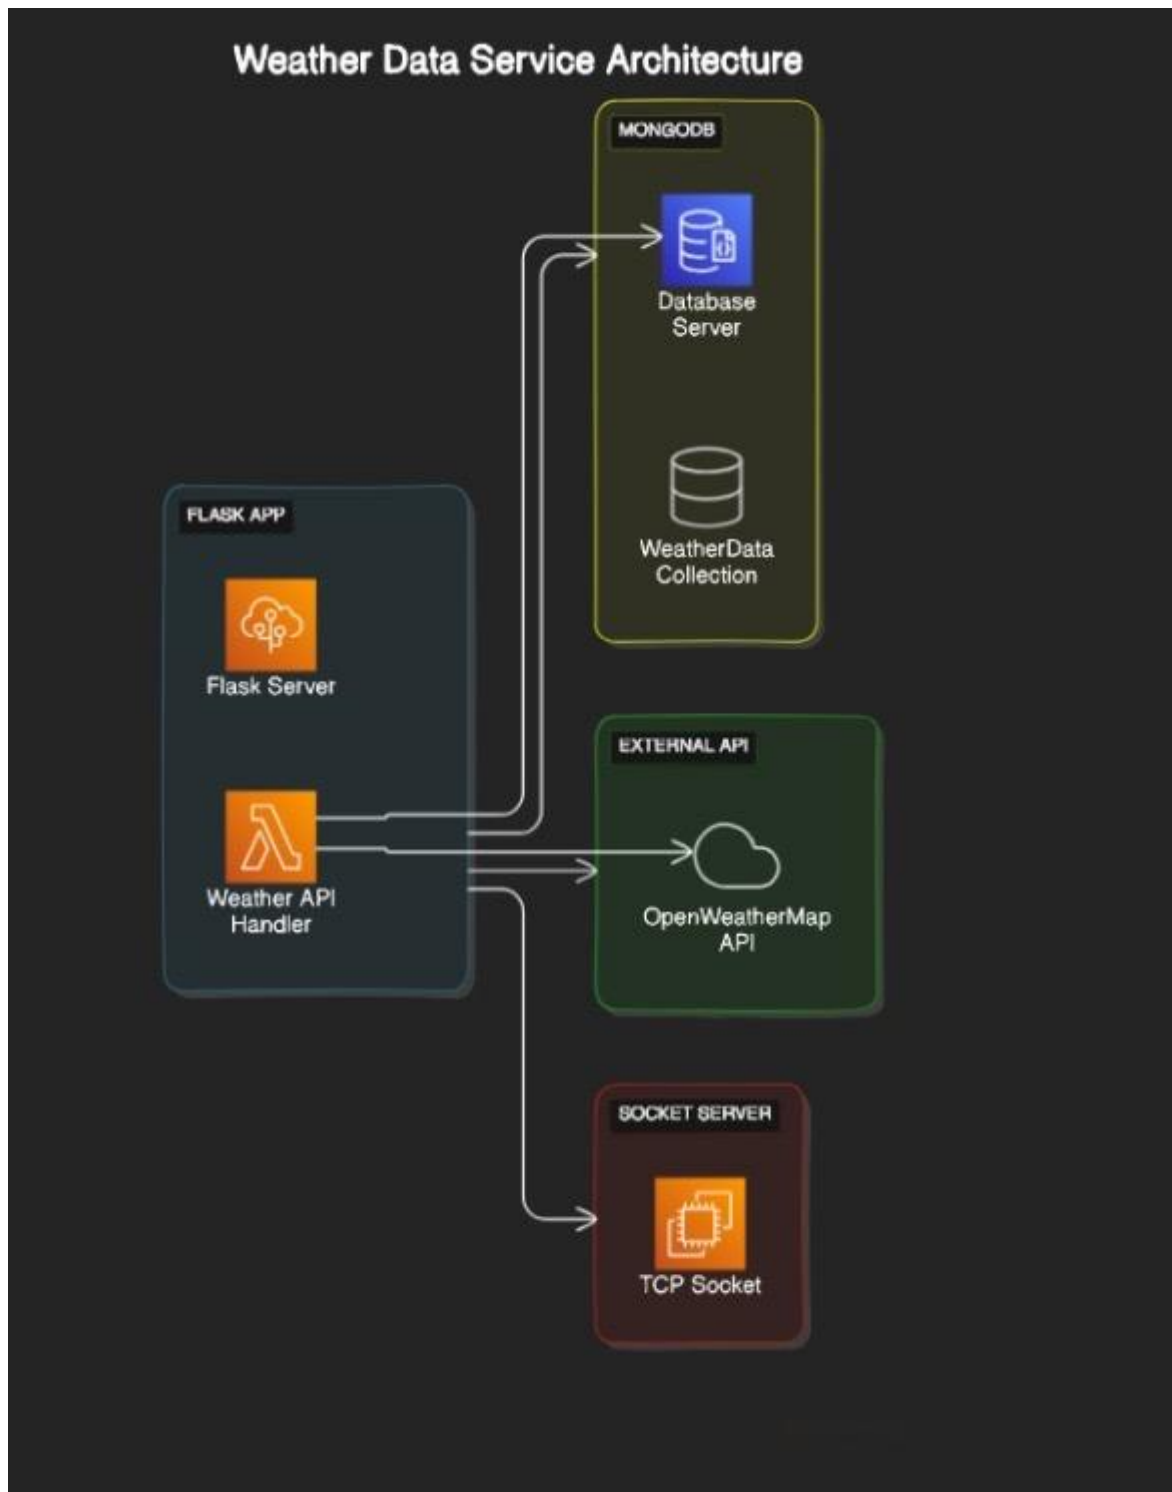 Weather Data Service Architecture
MONGODB
Database
Server
WeatherData
Collection
FLASK APP
Flask Server
Weather API
Handler
EXTERNAL API
OpenWeatherMap
API
SOCKET SERVER
TCP Socket